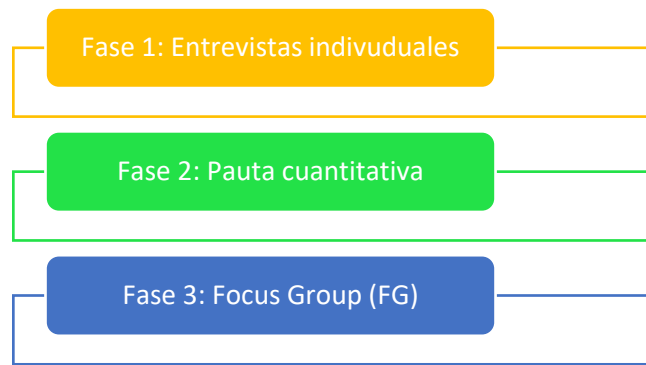 Fase 1: Entrevistas indivuduales
Fase 2: Pauta cuantitativa
Fase 3: Focus Group (FG)